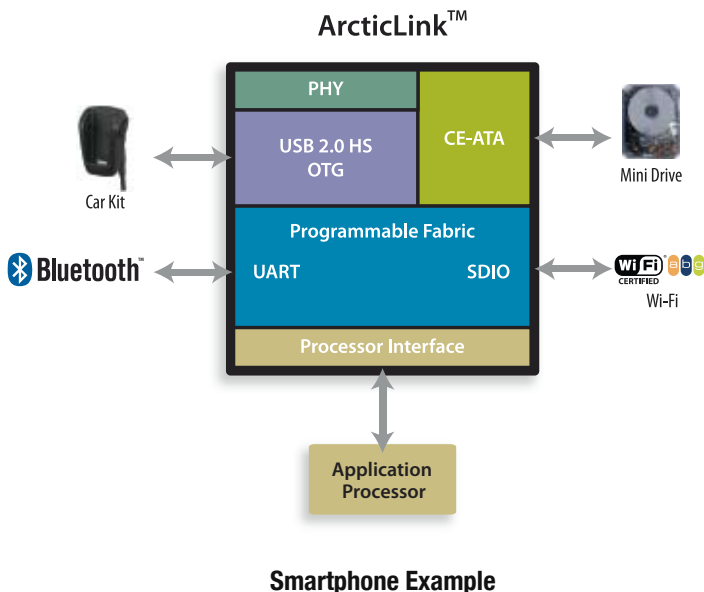 ArcticLink™
PHY
USB 2.0 HS
OTG
CE-ATA
Car Kit
Mini Drive
Programmable Fabric
Bluetooth™
UART
SDIO
Wi Fi® a b g
CERTIFIED
Wi-Fi
Processor Interface
Application
Processor
Smartphone Example